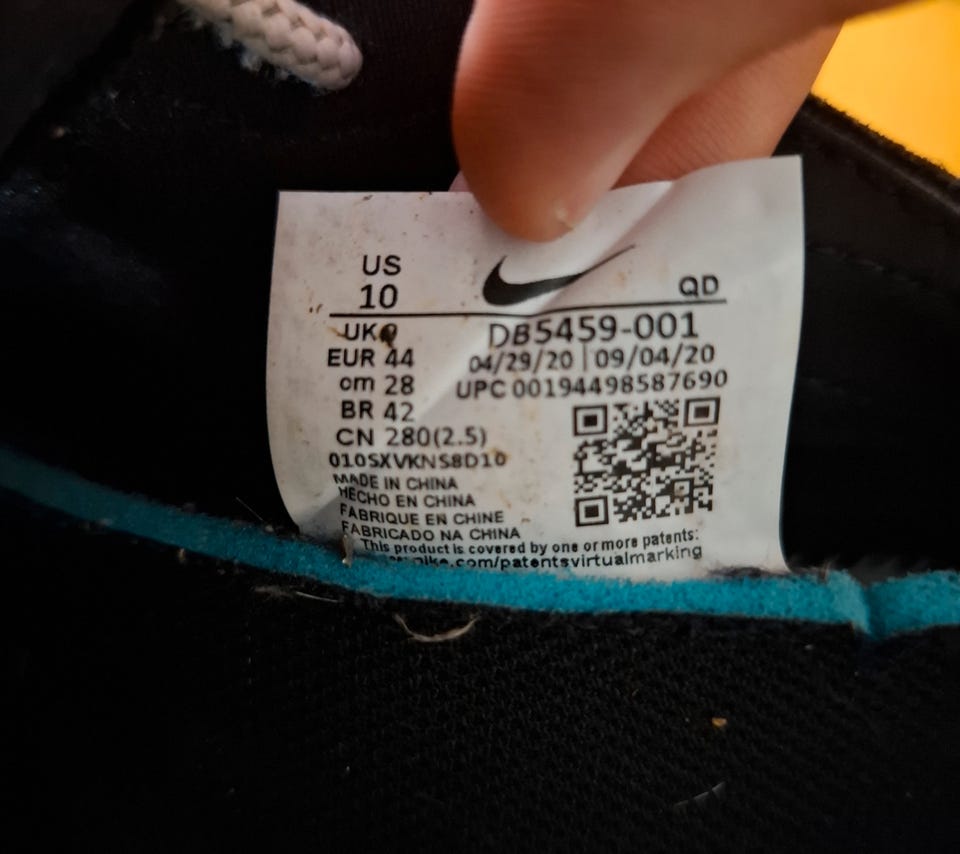 US
10
QD
UK 9
DB5459-001
EUR 44
04/29/20 | 09/04/20
cm 28
UPC 00194498587690
BR 42
CN 280(2.5)
010SXVKNS8D10
MADE IN CHINA
HECHO EN CHINA
FABRIQUE EN CHINE
FABRICADO NA CHINA
This product is covered by one or more patents:
nike.com/patentsvirtualmarking